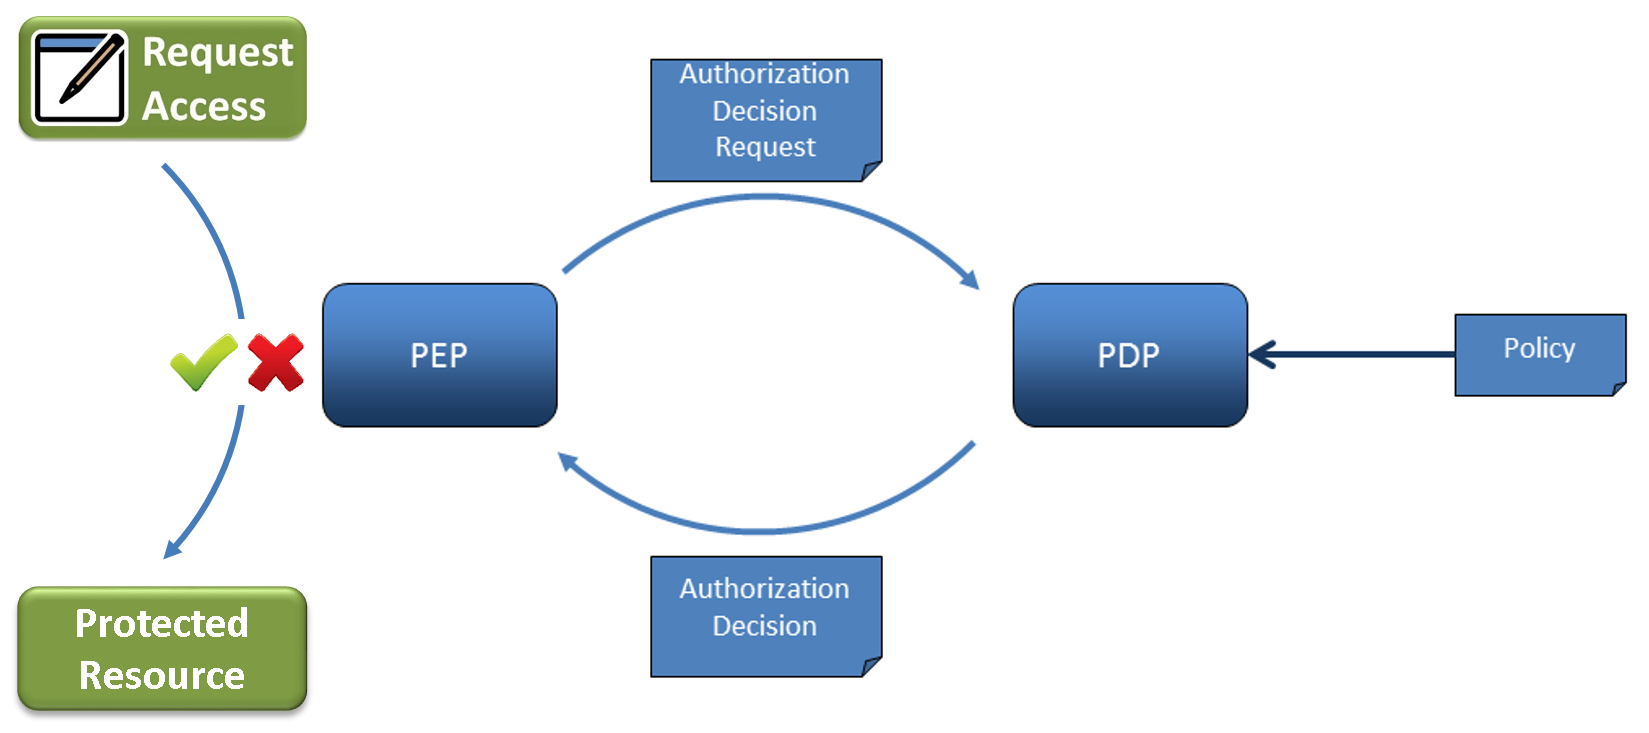 Request
Access
Authorization
Decision
Request
PEP
PDP
Policy
Authorization
Decision
Protected
Resource